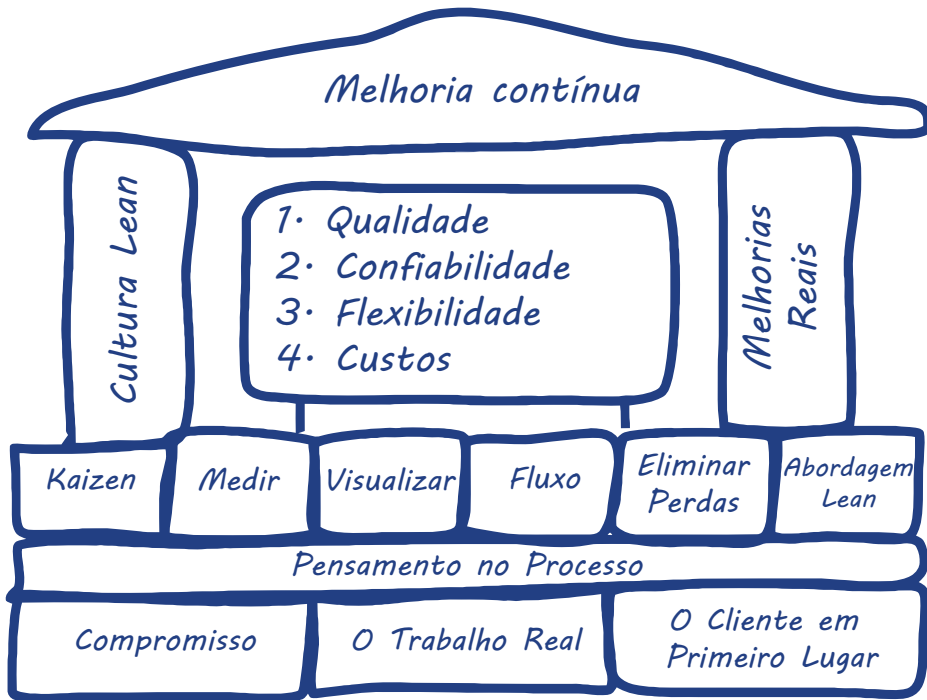 Melhoria contínua
Cultura Lean
1. Qualidade
2. Confiabilidade
3. Flexibilidade
4. Custos
Melhorias
Reais
Kaizen
Medir
Visualizar
Fluxo
Eliminar
Perdas
Abordagem
Lean
Pensamento no Processo
Compromisso
O Trabalho Real
O Cliente em
Primeiro Lugar